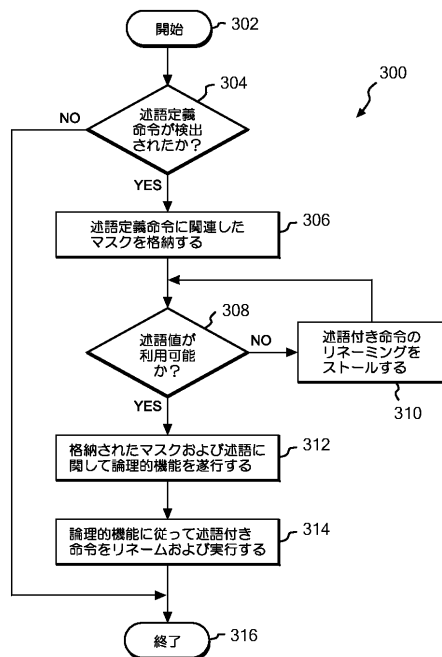 開始
302
300
304
述語定義
命令が検出
されたか？
NO
YES
述語定義命令に関連した
マスクを格納する
306
308
述語値が
利用可能
か？
NO
YES
述語付き命令の
リネーミングを
ストールする
310
格納されたマスクおよび述語に
関して論理的機能を遂行する
312
論理的機能に従って述語付き
命令をリネームおよび実行する
314
終了
316